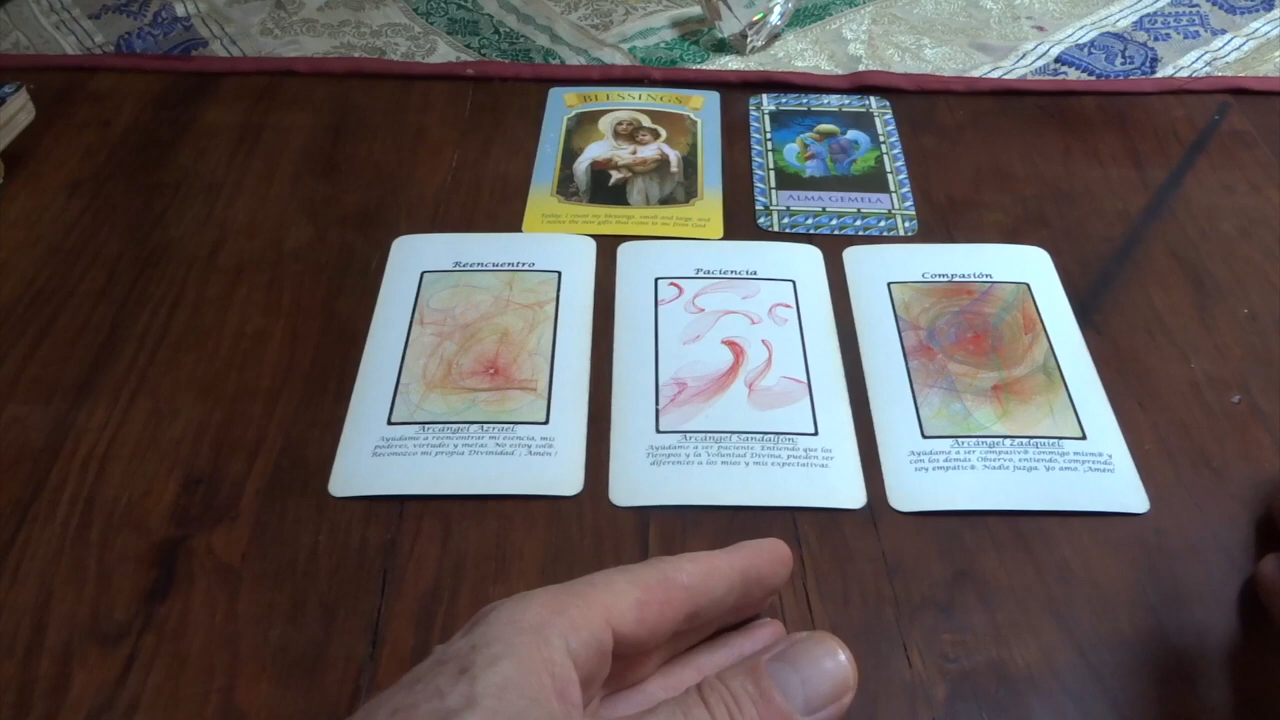 BLESSINGS
Today, I count my blessings, small and large, and
I notice the new gifts that come to me from God
ALMA GEMELA
Reencuentro
Arcángel Azrael:
Ayúdame a reencontrar mi esencia, mis
poderes, virtudes y metas. No estoy sol@.
Reconozco mi propia Divinidad. ¡Amén!
Paciencia
Arcángel Sandalfón:
Ayúdame a ser paciente. Entiendo que los
Tiempos y la Voluntad Divina, pueden ser
diferentes a los míos y mis expectativas.
Compasión
Arcángel Zadquiel:
Ayúdame a ser compasiv@ conmigo mism@ y
con los demás. Observo, entiendo, comprendo,
soy empátic@. Nadie juzga. Yo amo. ¡Amén!